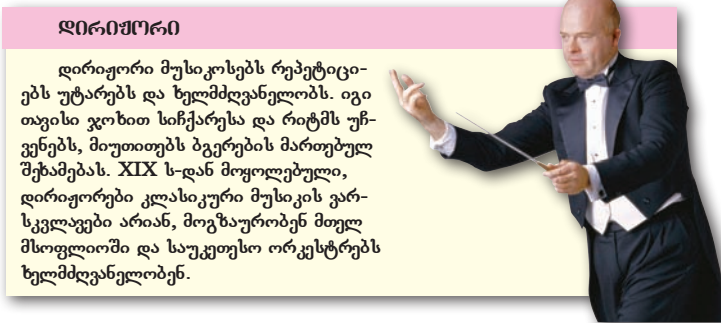 დირიჟორი
დირიჟორი მუსიკოსებს რეპეტიცი-
ებს უტარებს და ხელმძღვანელობს. იგი
თავისი ჯოხით სიჩქარესა და რიტმს უჩ-
ვენებს, მიუთითებს ბგერების მართებულ
შეხამებას. XIX ს-დან მოყოლებული,
დირიჟორები კლასიკური მუსიკის ვარ-
სკვლავები არიან, მოგზაურობენ მთელ
მსოფლიოში და საუკეთესო ორკესტრებს
ხელმძღვანელობენ.